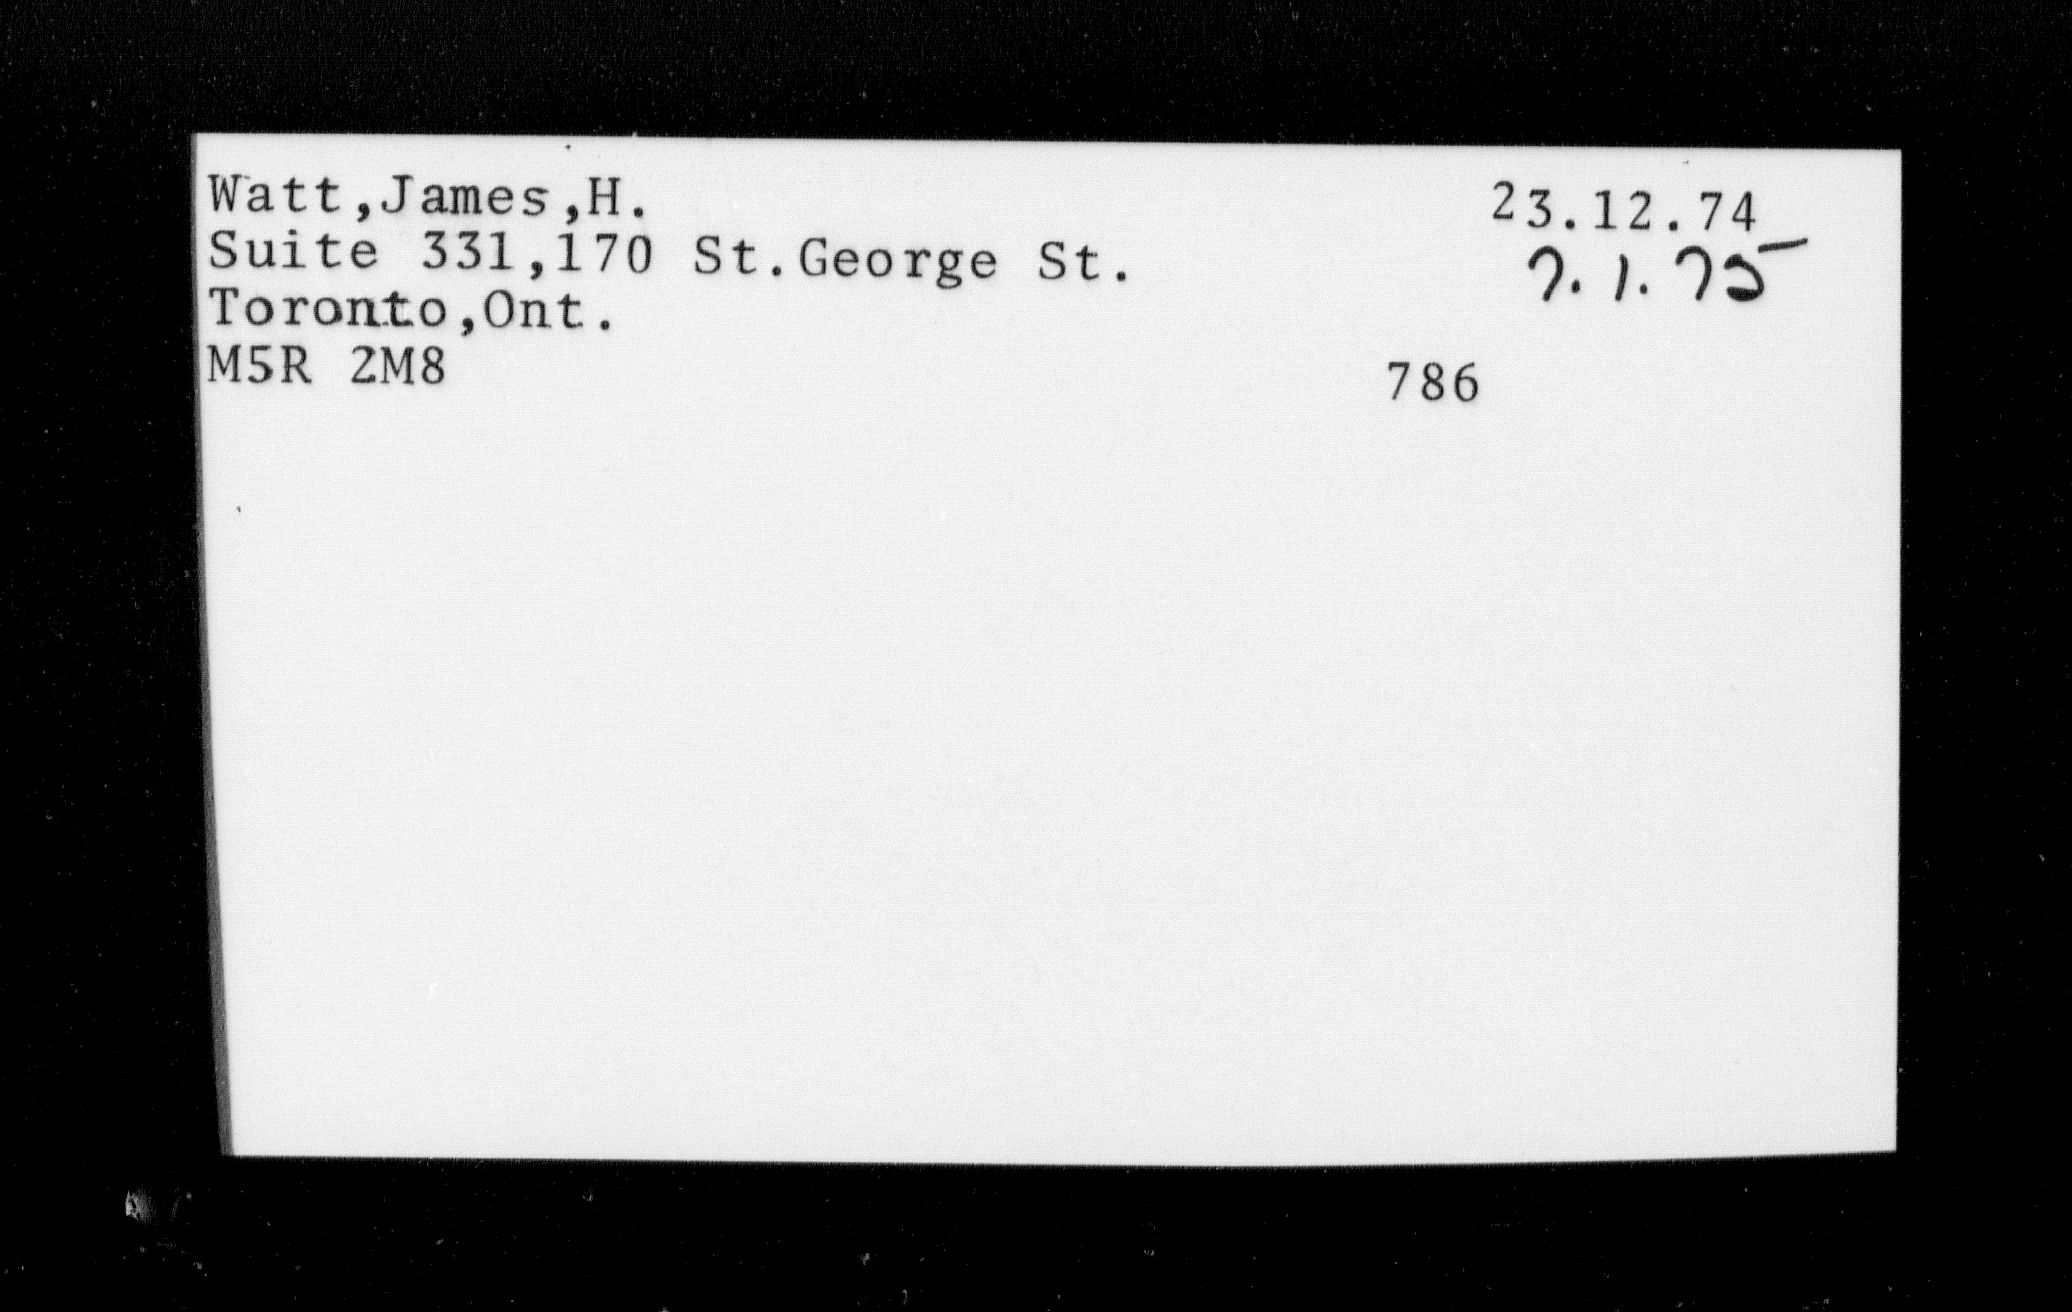 Watt,James,H.
23.12.74
Suite 331,170 St.George St.
7.1.75
Toronto,Ont.
M5R 2M8
786